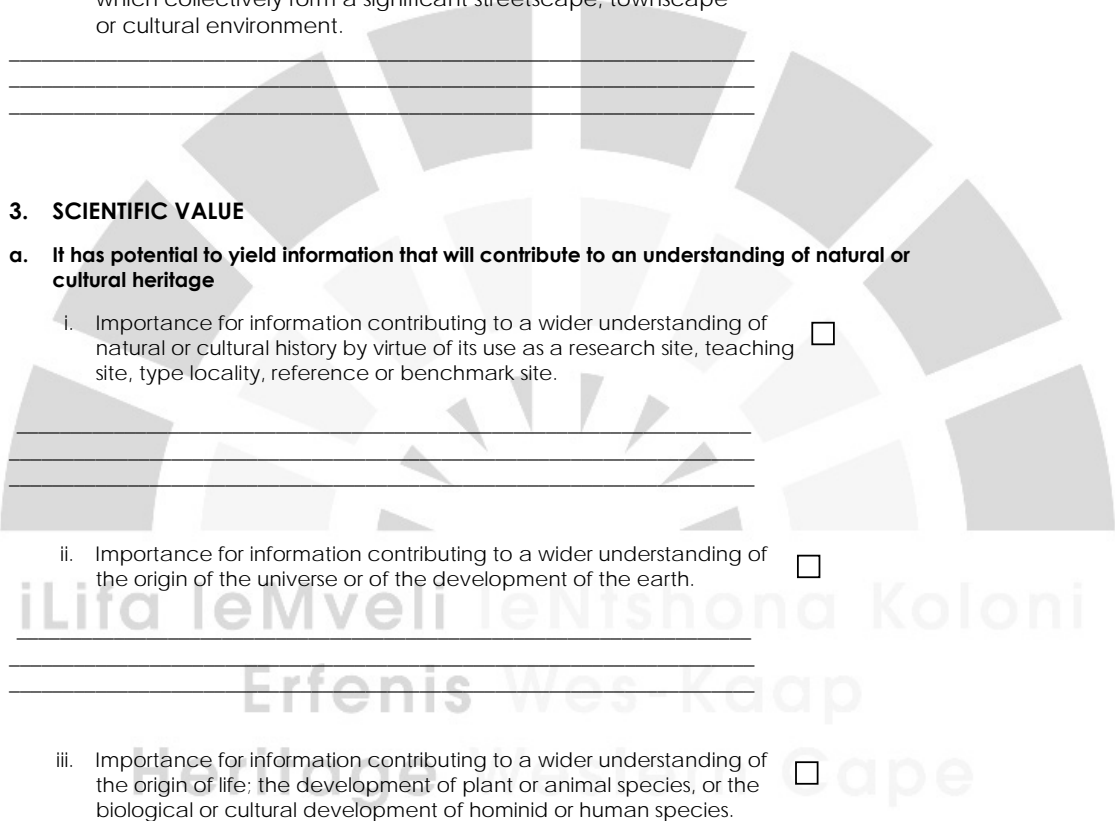 which collectively form a significant streetscape, townscape
or cultural environment.
3. SCIENTIFIC VALUE
a. It has potential to yield information that will contribute to an understanding of natural or
cultural heritage
i. Importance for information contributing to a wider understanding of
natural or cultural history by virtue of its use as a research site, teaching
site, type locality, reference or benchmark site.
ii. Importance for information contributing to a wider understanding of
the origin of the universe or of the development of the earth.
iLifa leMveli leNtshona Koloni
Erfenis Wes-Kaap
iii. Importance for information contributing to a wider understanding of
the origin of life; the development of plant or animal species, or the
biological or cultural development of hominid or human species.
Heritage Western Cape